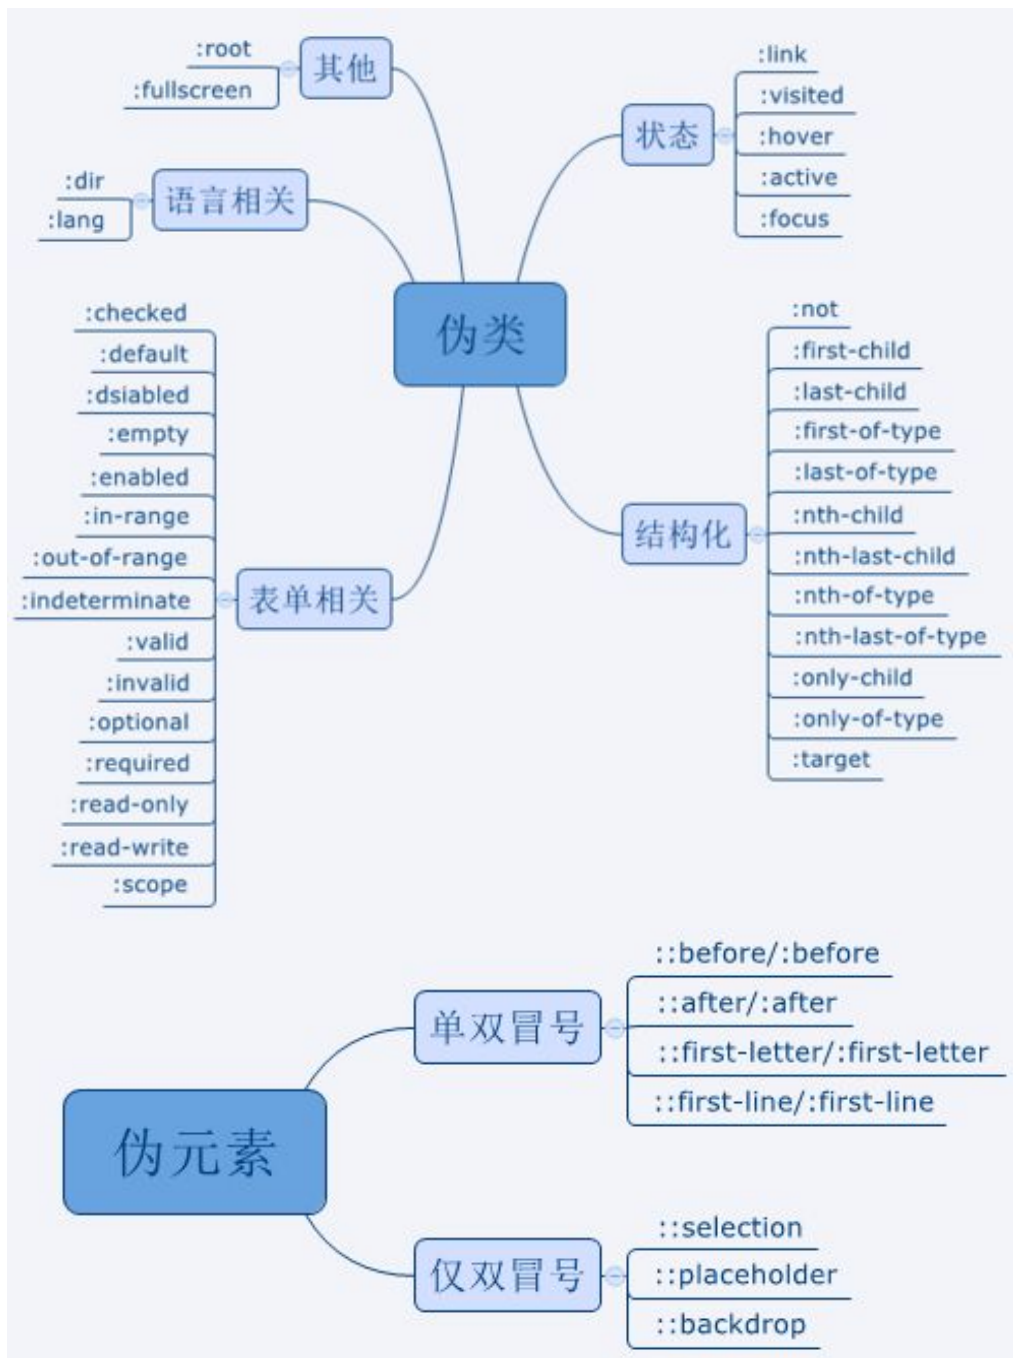 伪类
其他
:root
:fullscreen
语言相关
:dir
:lang
表单相关
:checked
:default
:dsiabled
:empty
:enabled
:in-range
:out-of-range
:indeterminate
:valid
:invalid
:optional
:required
:read-only
:read-write
:scope
状态
:link
:visited
:hover
:active
:focus
结构化
:not
:first-child
:last-child
:first-of-type
:last-of-type
:nth-child
:nth-last-child
:nth-of-type
:nth-last-of-type
:only-child
:only-of-type
:target
伪元素
单双冒号
::before/:before
::after/:after
::first-letter/:first-letter
::first-line/:first-line
仅双冒号
::selection
::placeholder
::backdrop